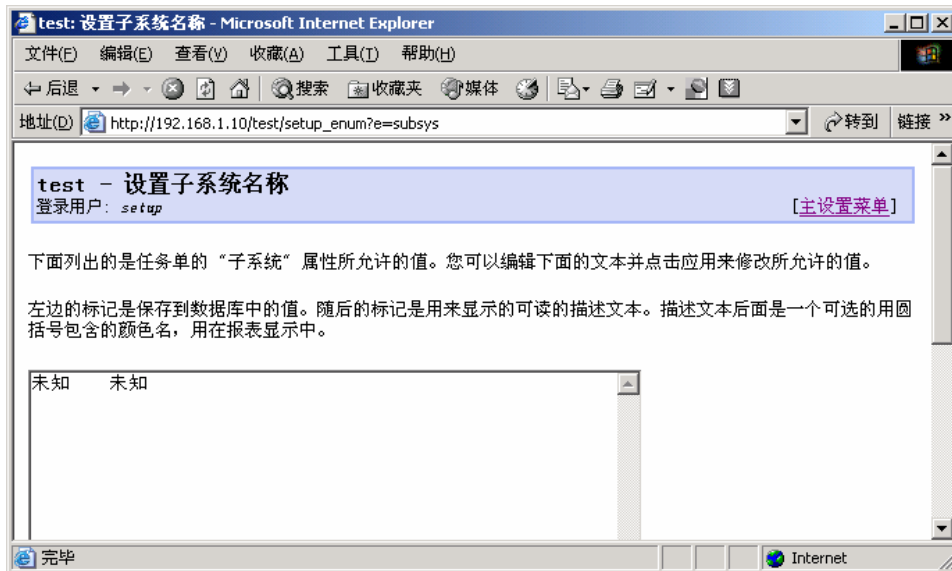 test: 设置子系统名称 - Microsoft Internet Explorer
文件(F) 编辑(E) 查看(V) 收藏(A) 工具(T) 帮助(H)
后退 搜索 收藏夹 媒体
地址(D) http://192.168.1.10/test/setup_enum?e=subsys 转到 链接 »
test - 设置子系统名称
登录用户: setup [主设置菜单]
下面列出的是任务单的“子系统”属性所允许的值。您可以编辑下面的文本并点击应用来修改所允许的值。
左边的标记是保存到数据库中的值。随后的标记是用来显示的可读的描述文本。描述文本后面是一个可选的用圆
括号包含的颜色名，用在报表显示中。
未知 未知
完毕 Internet